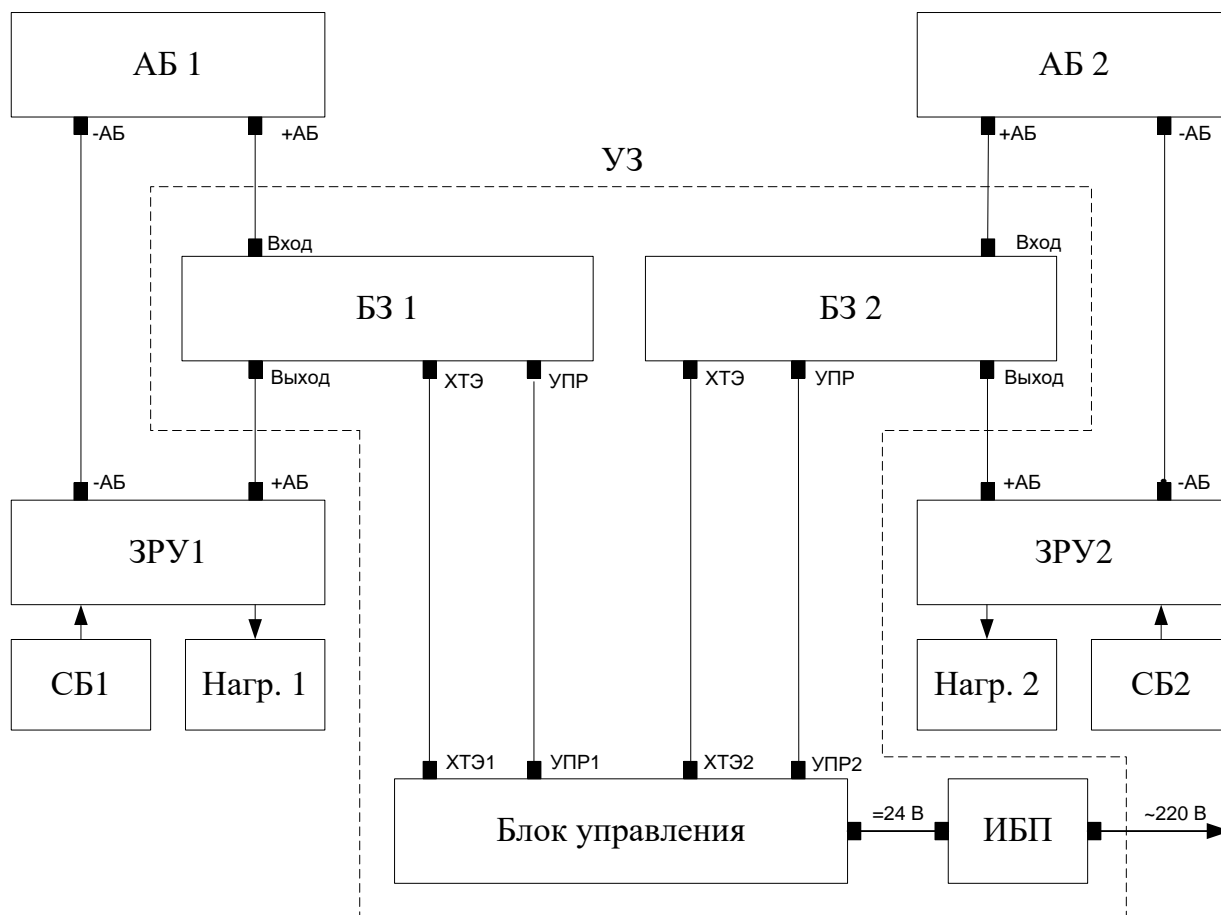 АБ 1
АБ 2
-АБ
+АБ
+АБ
-АБ
УЗ
Вход
Вход
БЗ 1
БЗ 2
Выход
ХТЭ
УПР
ХТЭ
УПР
Выход
-АБ
+АБ
+АБ
-АБ
ЗРУ1
ЗРУ2
СБ1
Нагр. 1
Нагр. 2
СБ2
ХТЭ1
УПР1
ХТЭ2
УПР2
Блок управления
=24 В
ИБП
~220 В